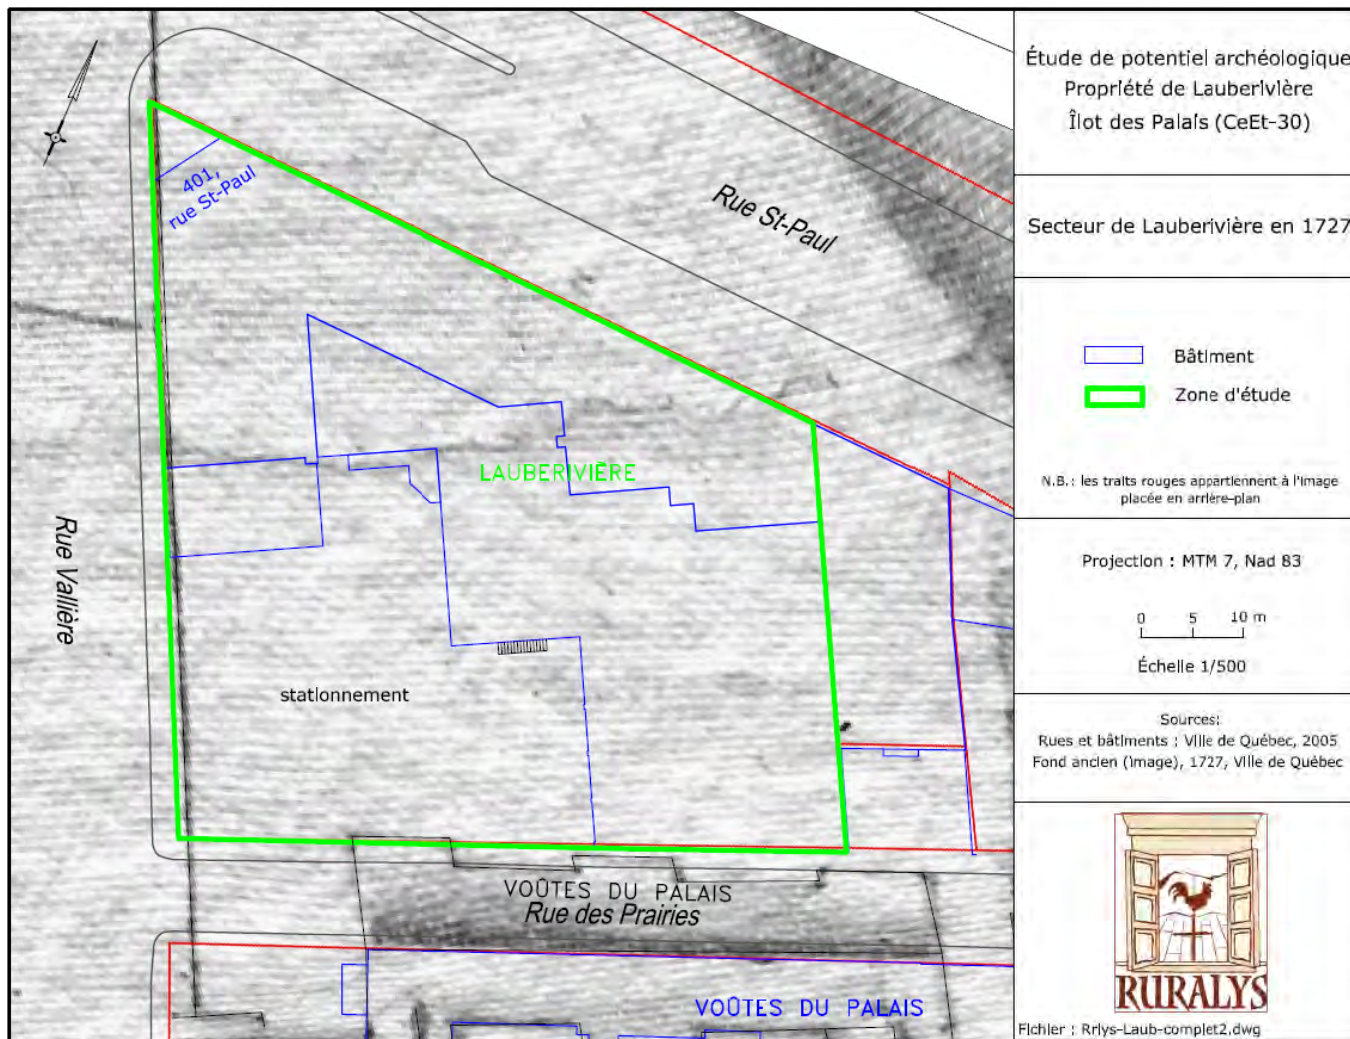 401,
rue St-Paul
Rue St-Paul
LAUBERIVIÈRE
Rue Vallière
stationnement
VOÛTES DU PALAIS
Rue des Prairies
VOÛTES DU PALAIS
Étude de potentiel archéologique
Propriété de Lauberivière
Îlot des Palais (CeEt-30)
Secteur de Lauberivière en 1727
Bâtiment
Zone d'étude
N.B.: les traits rouges appartiennent à l'image
placée en arrière-plan
Projection : MTM 7, Nad 83
0 5 10 m
Échelle 1/500
Sources:
Rues et bâtiments : Ville de Québec, 2005
Fond ancien (image), 1727, Ville de Québec
RURALYS
Fichier : Rrlys-Laub-complet2.dwg